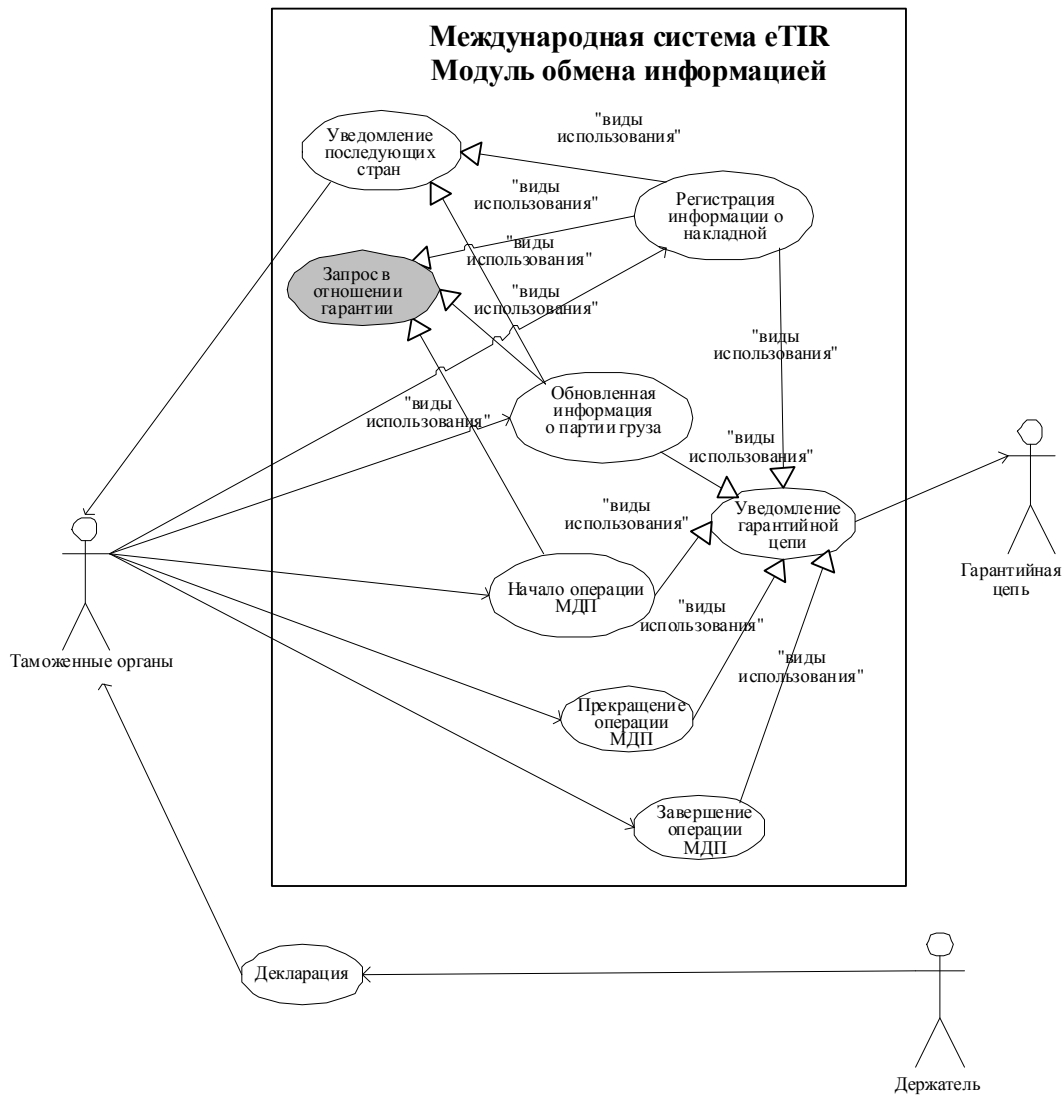 Международная система eTIR
Модуль обмена информацией
"виды
использования"
Уведомление
последующих
стран
"виды
использования"
Регистрация
информации о
накладной
"виды
использования"
Запрос в
отношении
гарантии
"виды
использования"
"виды
использования"
"виды
использования"
Обновленная
информация
о партии груза
"виды
использования"
"виды
использования"
Уведомление
гарантийной
цепи
Гарантийная
цепь
Начало операции
МДП
"виды
использования"
Таможенные органы
"виды
использования"
Прекращение
операции
МДП
Завершение
операции
МДП
Декларация
Держатель